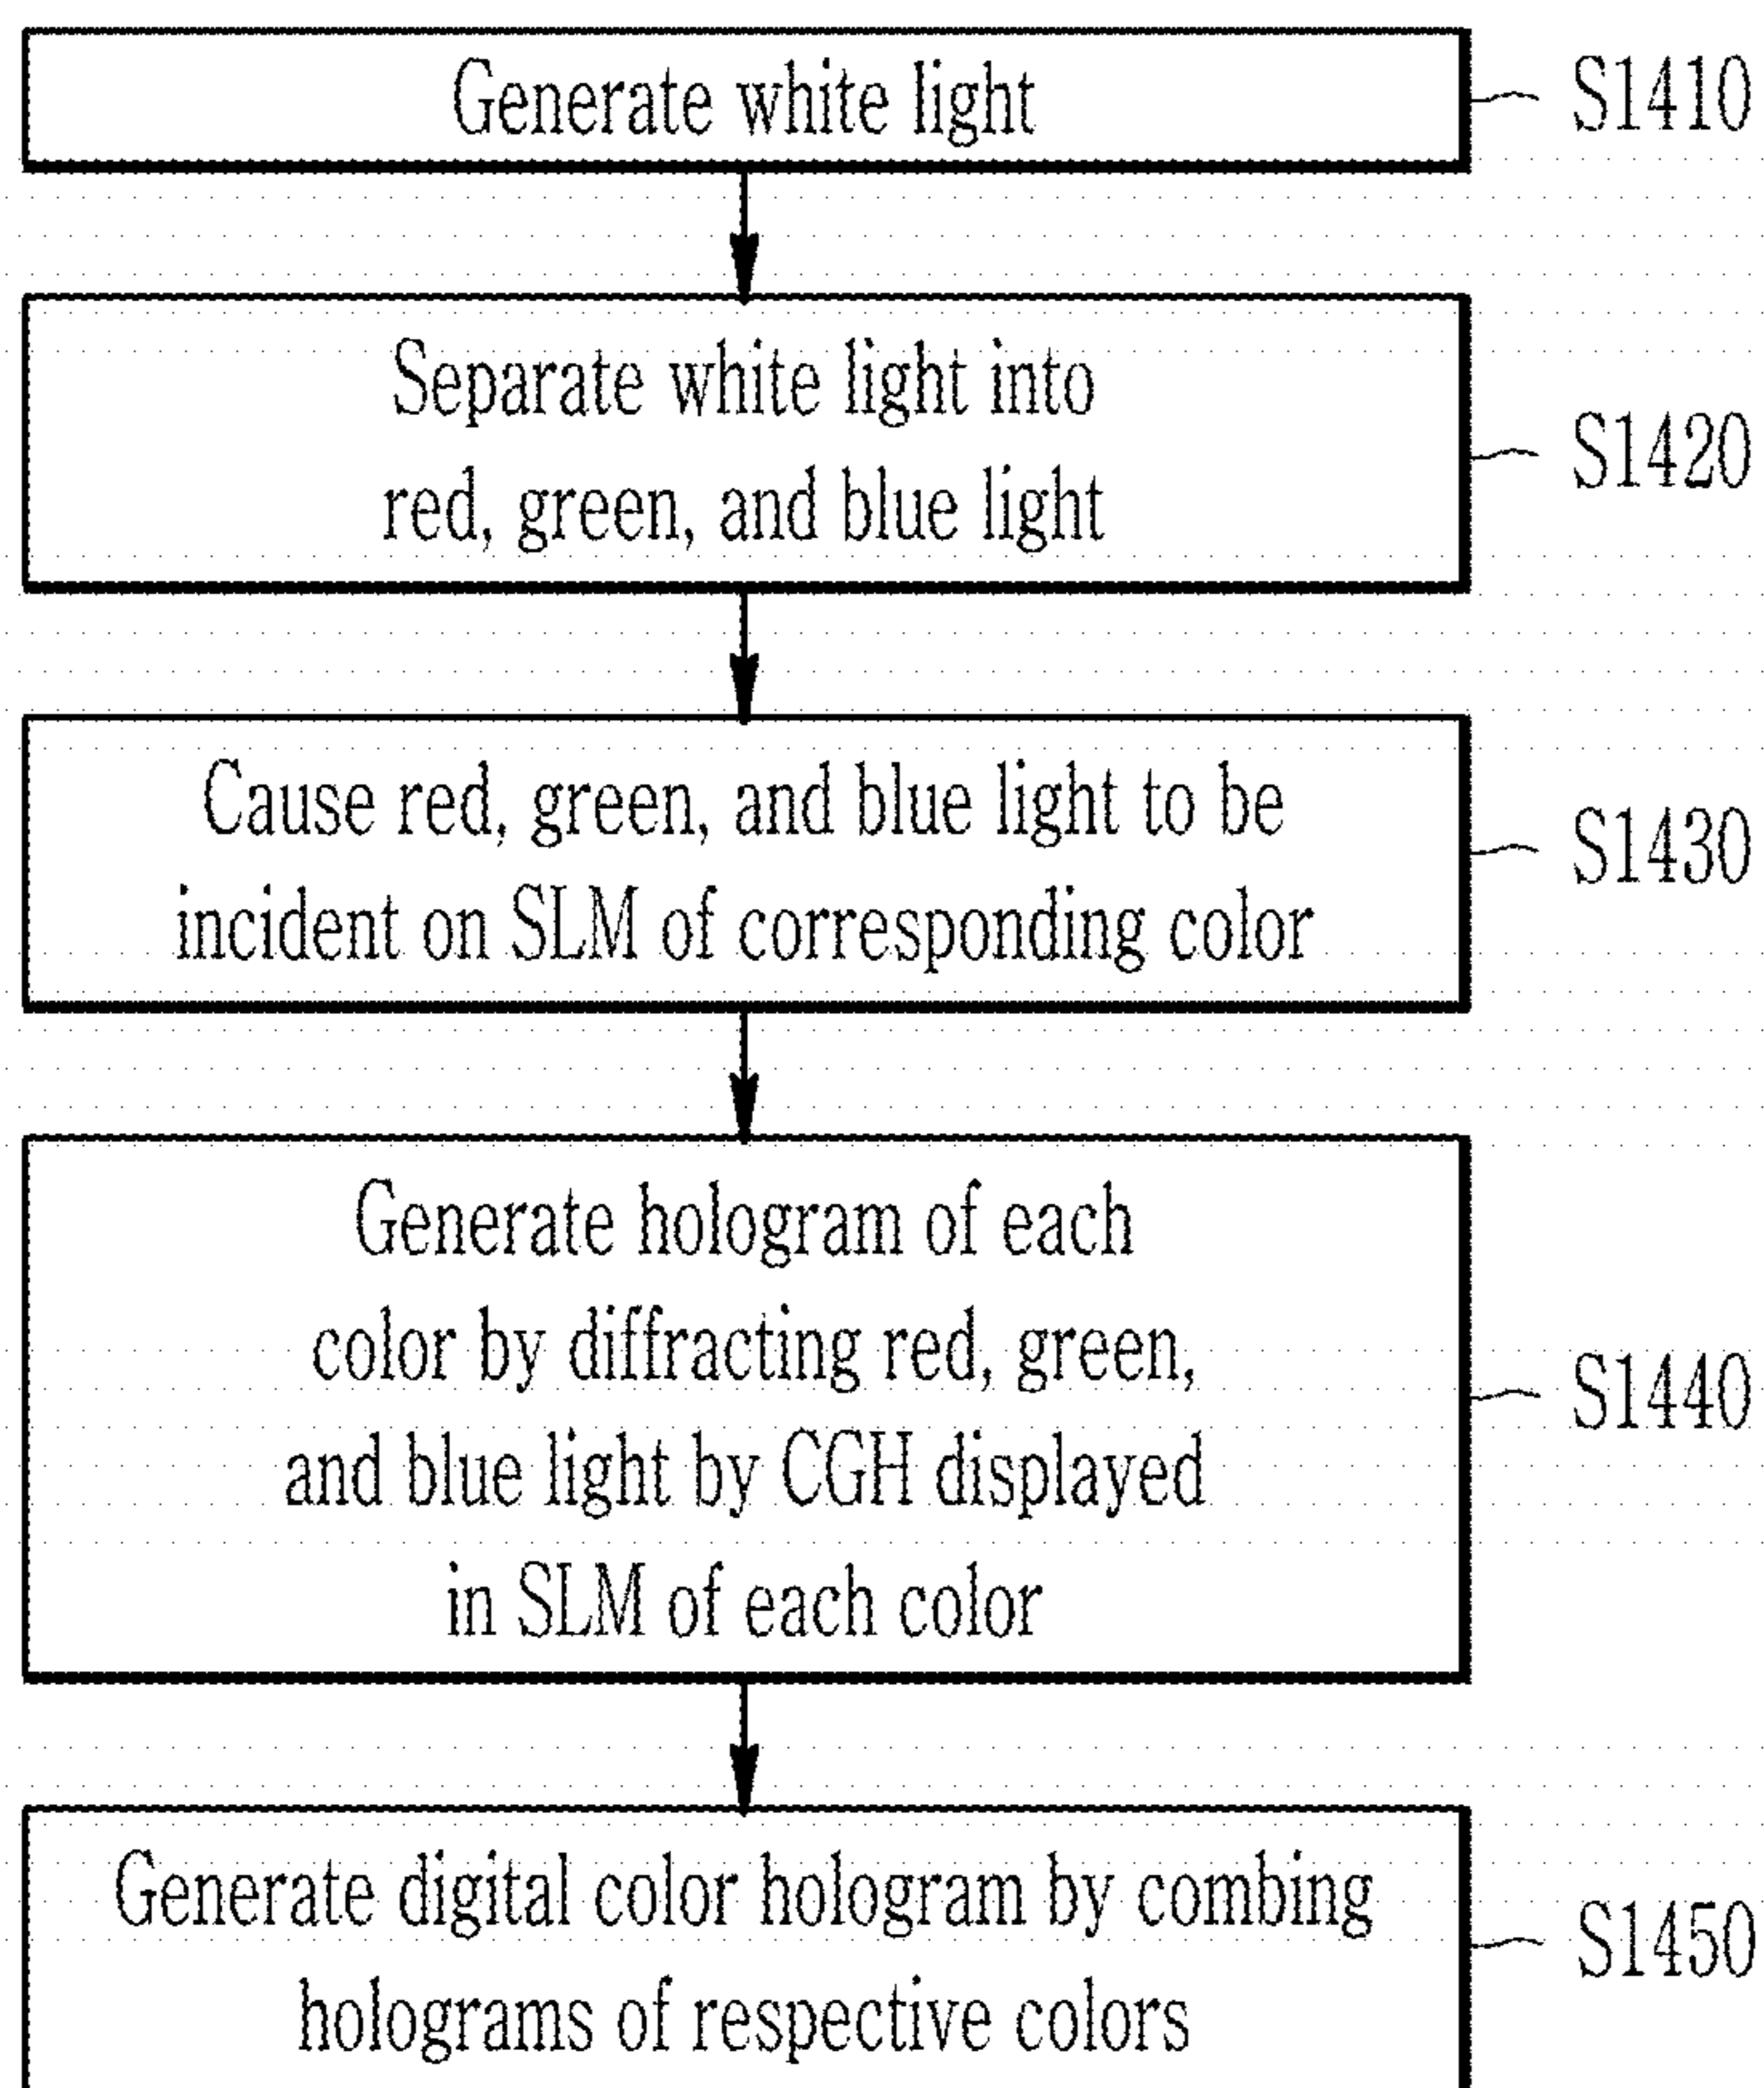 Generate white light
S1410
Separate white light into
red, green, and blue light
S1420
Cause red, green, and blue light to be
incident on SLM of corresponding color
S1430
Generate hologram of each
color by diffracting red, green,
and blue light by CGH displayed
in SLM of each color
S1440
Generate digital color hologram by combing
holograms of respective colors
S1450